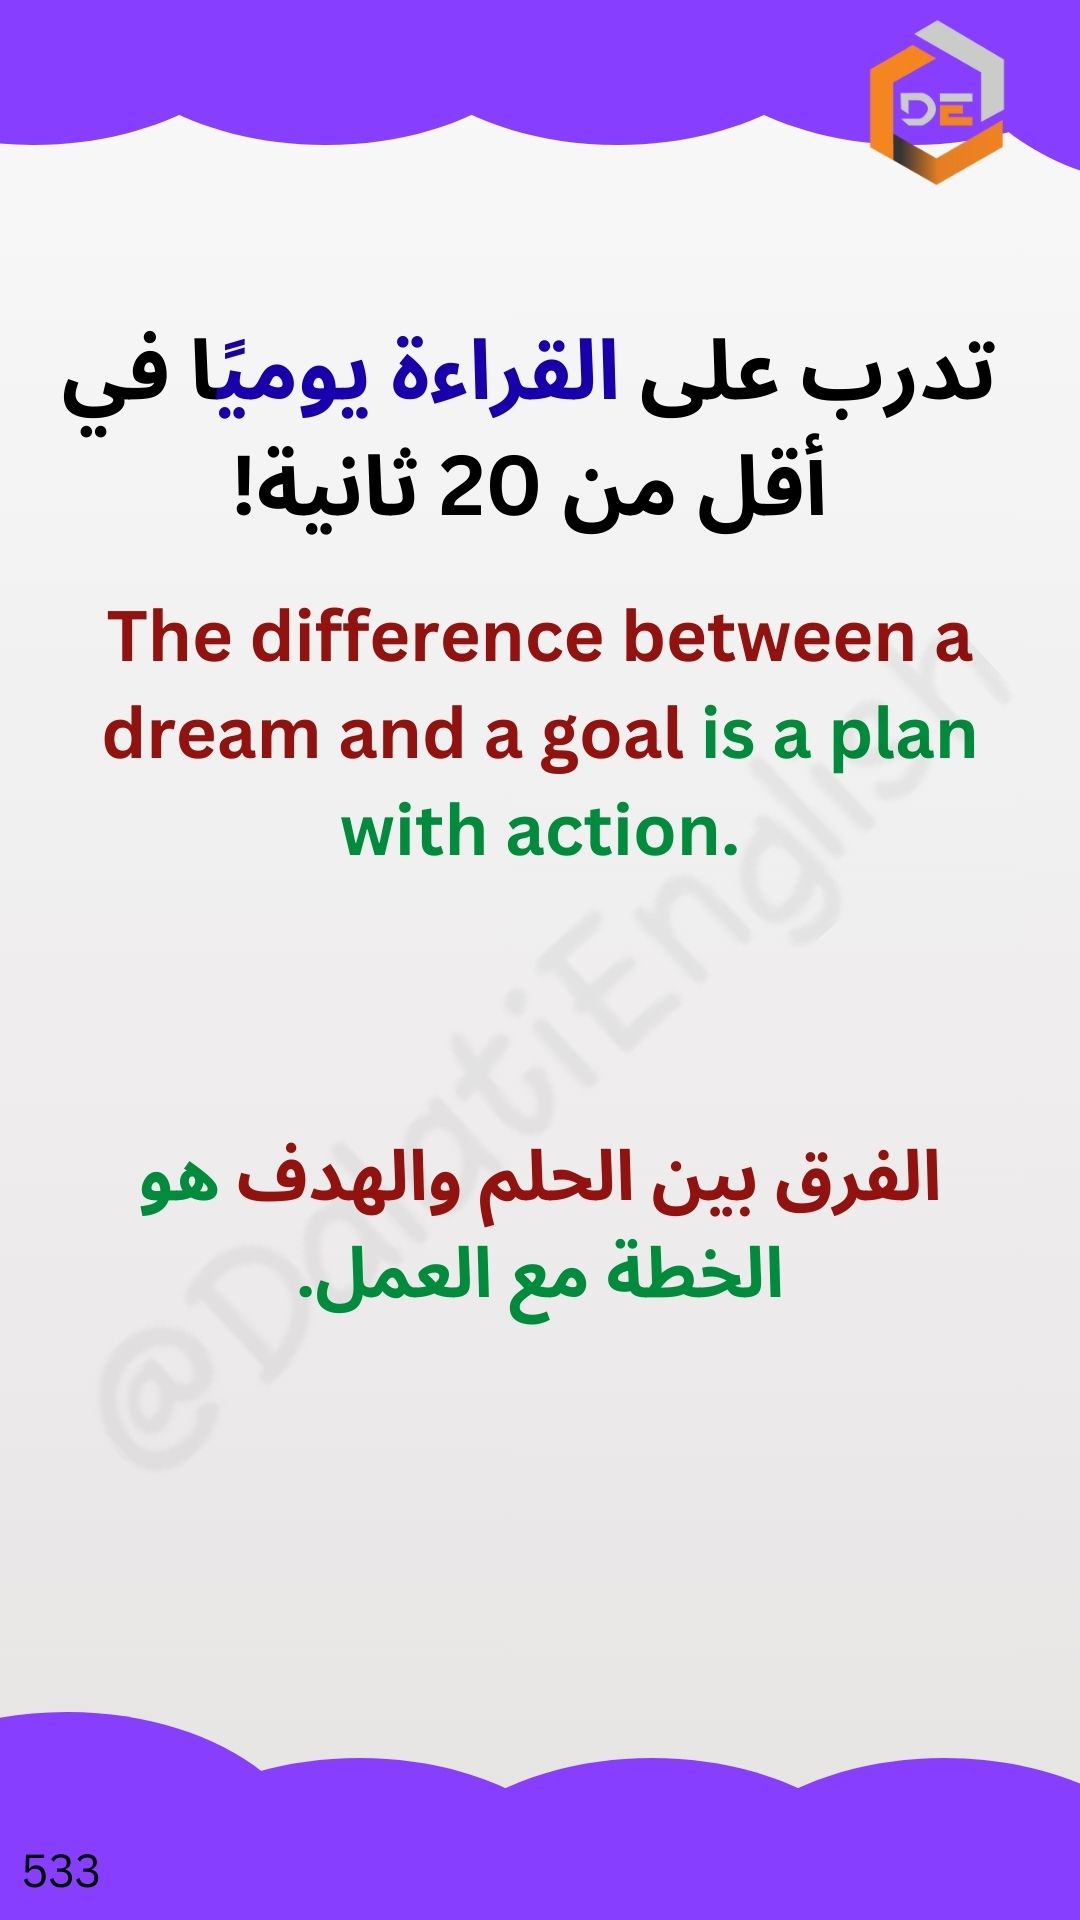 DE
تدرب على القراءة يوميًا في
أقل من 20 ثانية!
The difference between a
dream and a goal is a plan
with action.
@DalatiEnglish
الفرق بين الحلم والهدف هو
الخطة مع العمل.
533